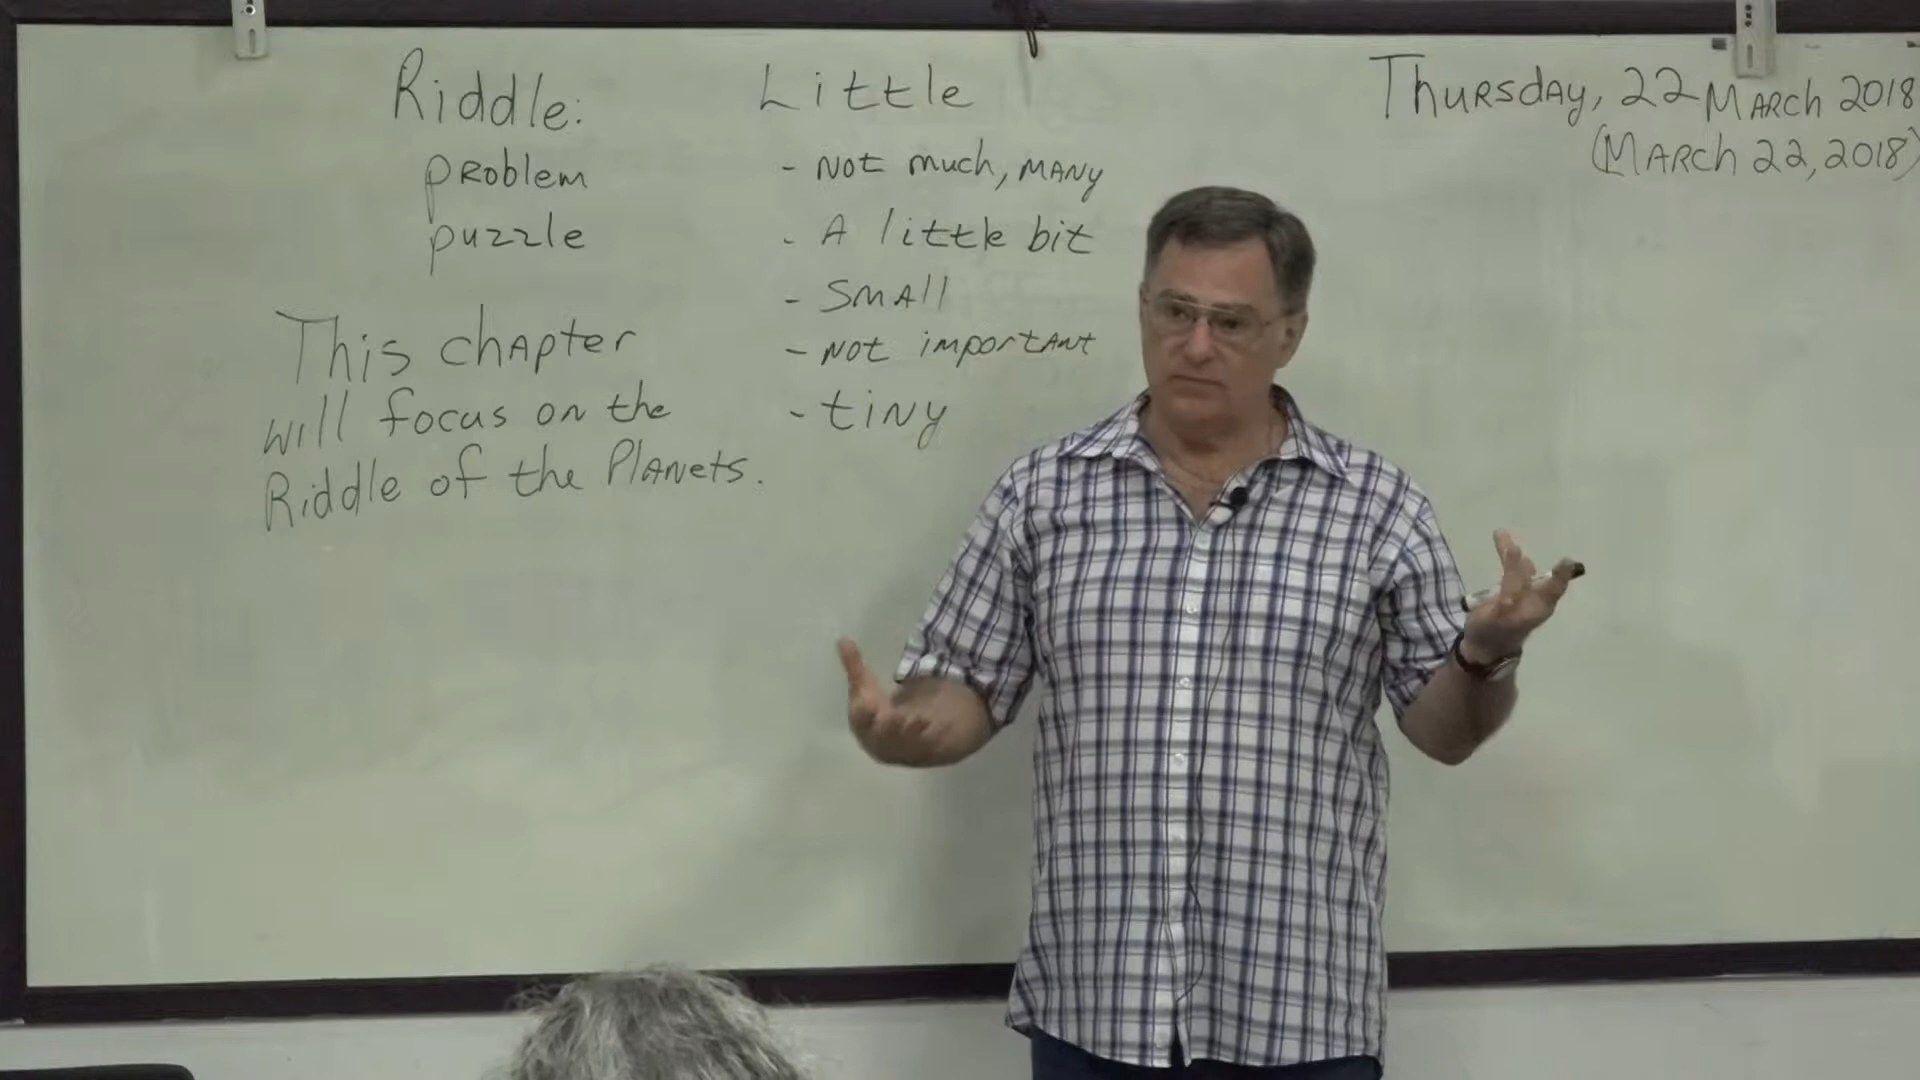 Riddle:
problem
puzzle
This chapter
will focus on the
Riddle of the Planets.
Little
- not much, many
- A little bit
- small
- not important
- tiny
Thursday, 22 March 2018
(March 22, 2018)